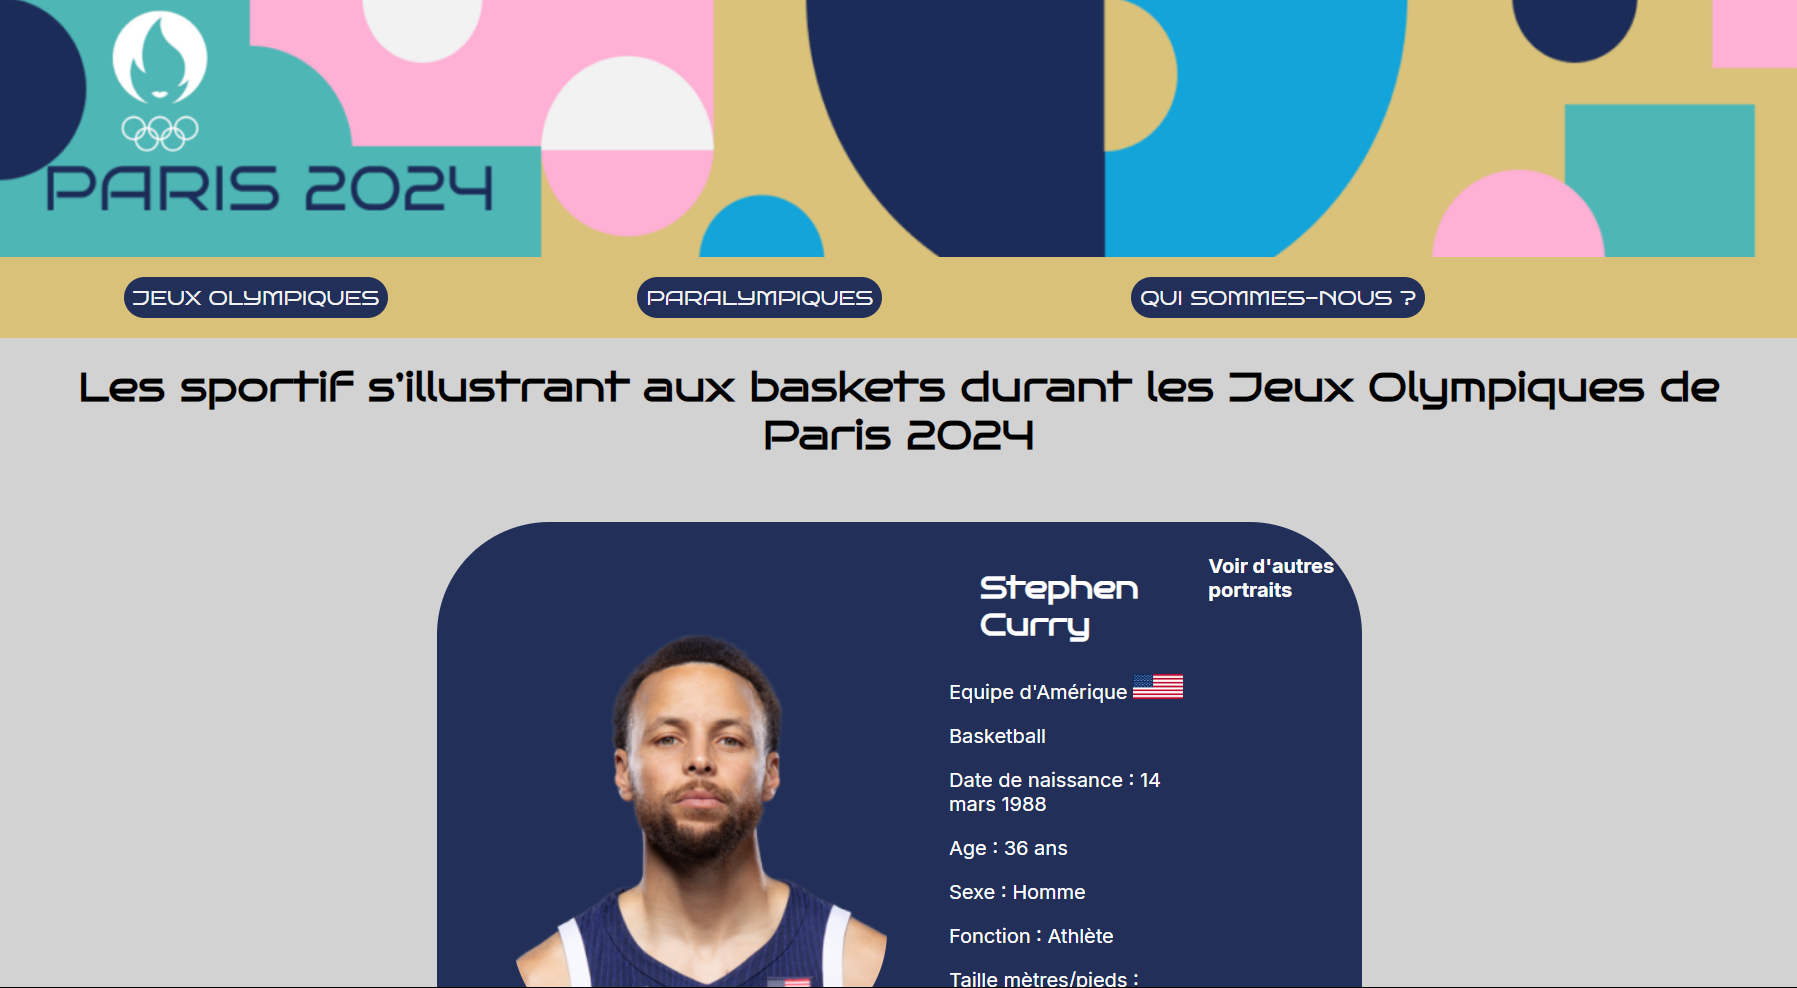 PARIS 2024
JEUX OLYMPIQUES
PARALYMPIQUES
QUI SOMMES-NOUS ?
Les sportif s'illustrant aux baskets durant les Jeux Olympiques de
Paris 2024
Stephen
Curry
Voir d'autres
portraits
Equipe d'Amérique
Basketball
Date de naissance : 14
mars 1988
Age : 36 ans
Sexe : Homme
Fonction : Athlète
Taille mètres/pieds :